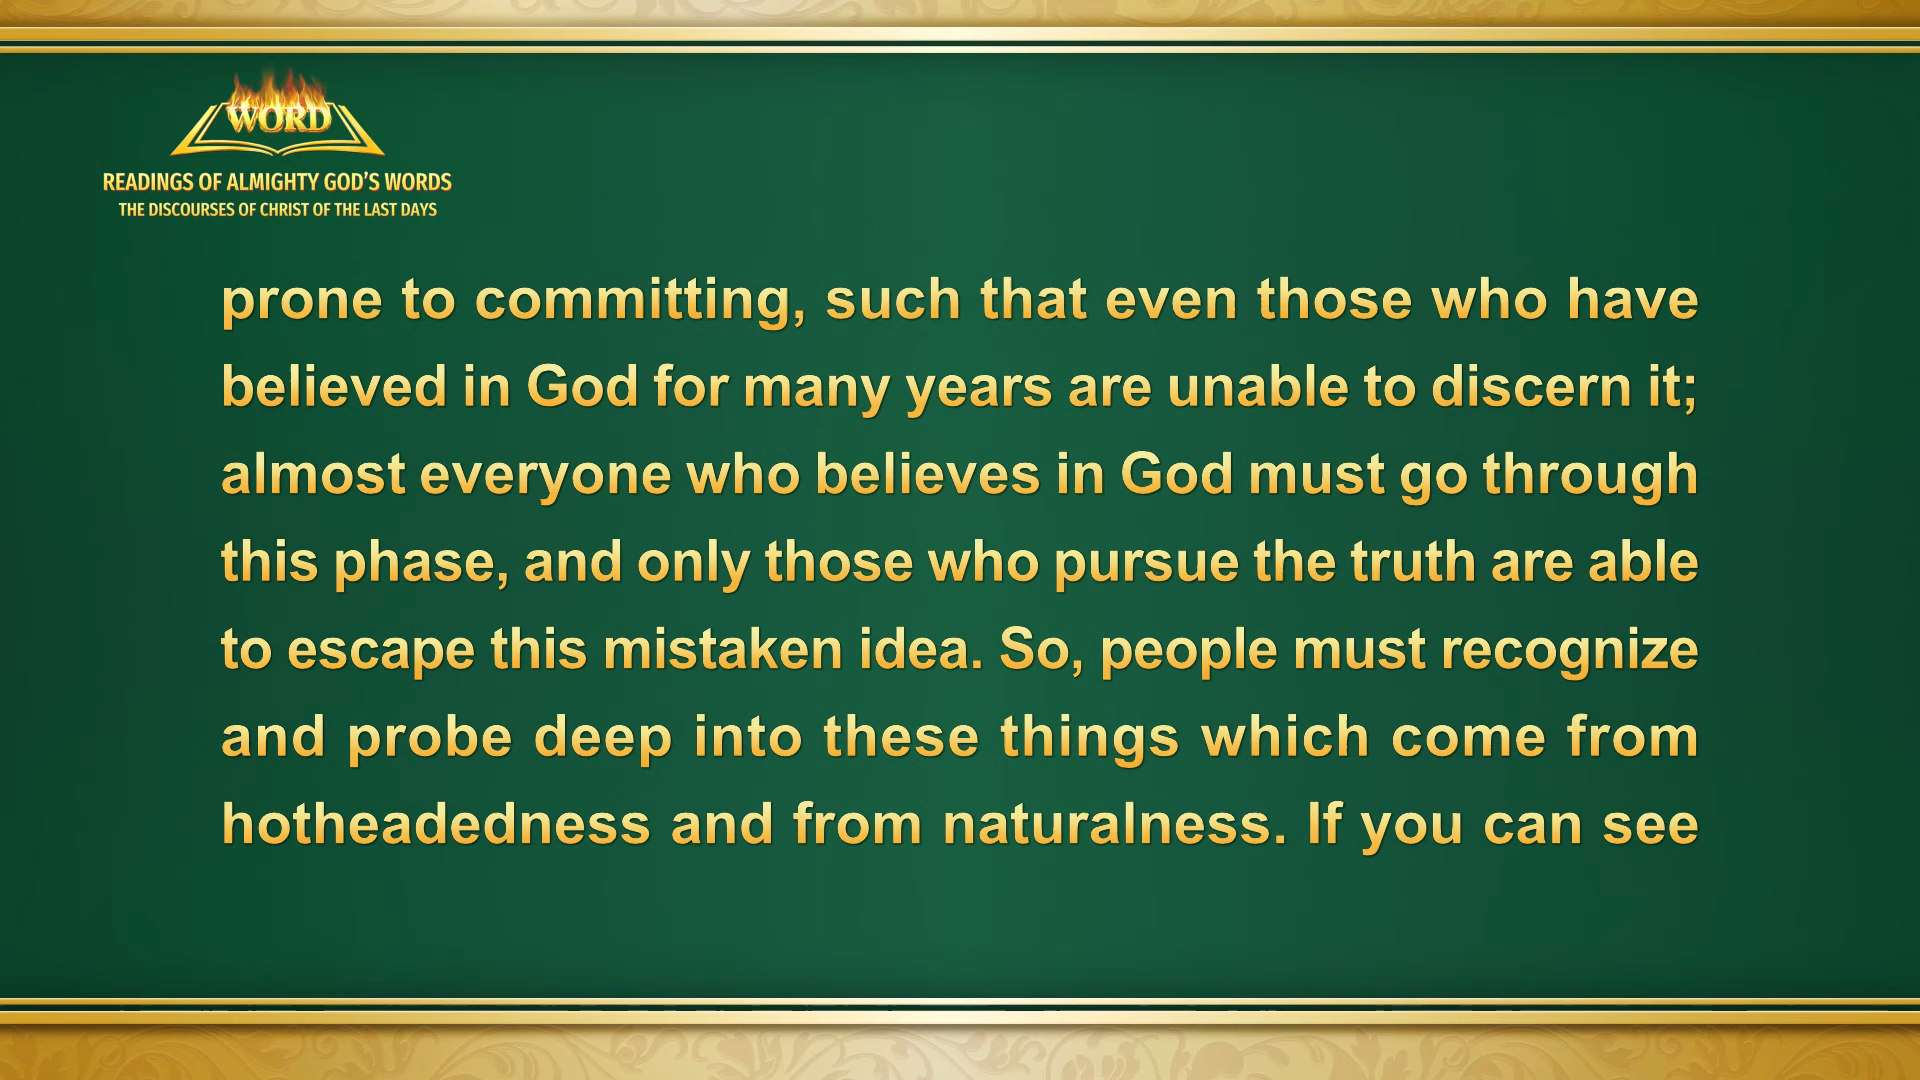 WORD
READINGS OF ALMIGHTY GOD'S WORDS
THE DISCOURSES OF CHRIST OF THE LAST DAYS
prone to committing, such that even those who have
believed in God for many years are unable to discern it;
almost everyone who believes in God must go through
this phase, and only those who pursue the truth are able
to escape this mistaken idea. So, people must recognize
and probe deep into these things which come from
hotheadedness and from naturalness. If you can see